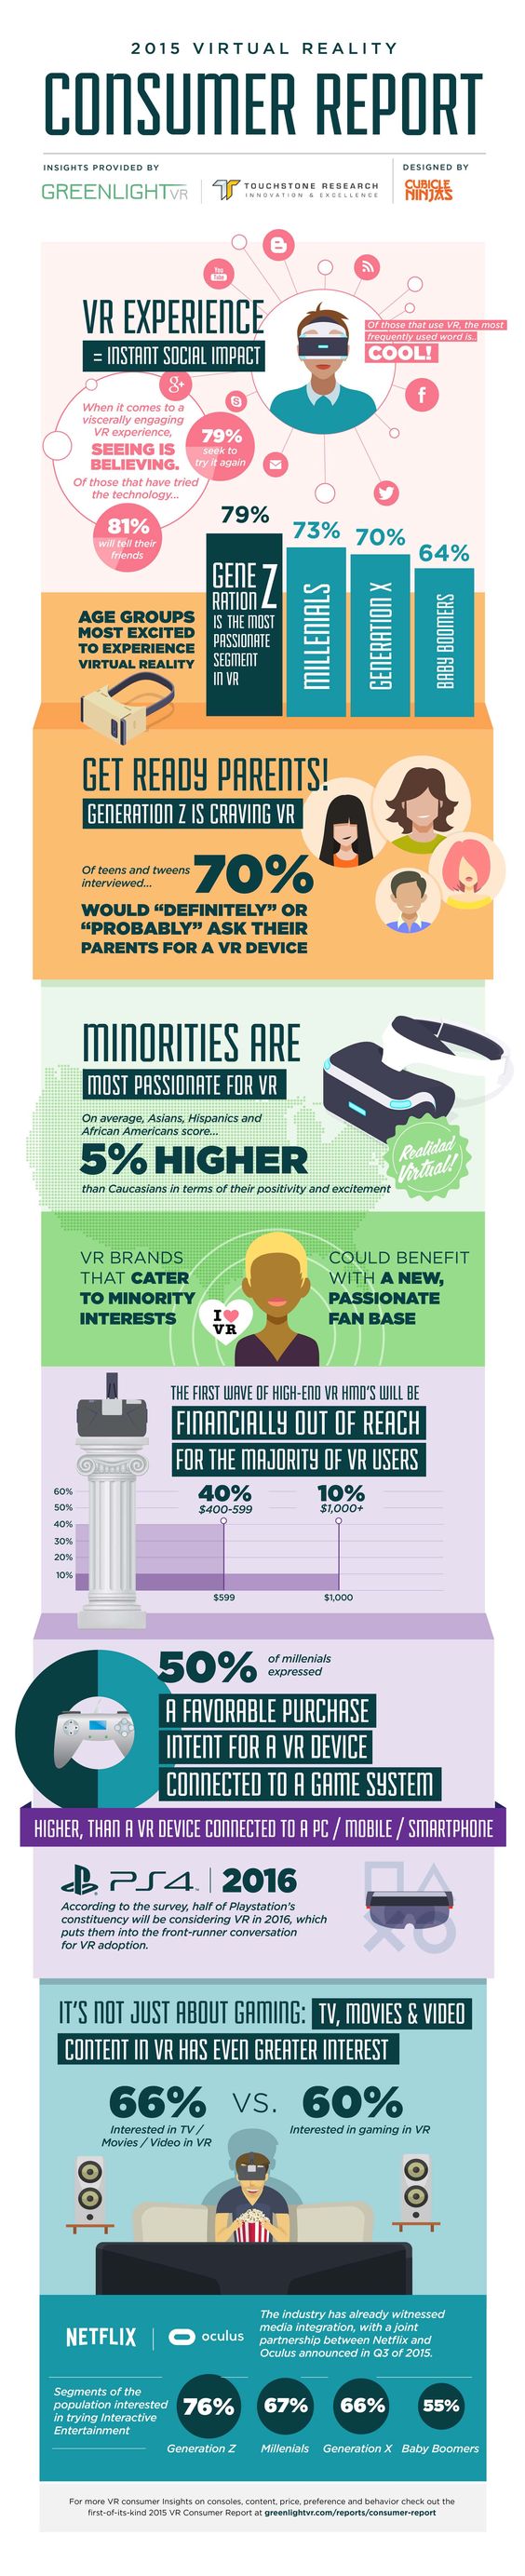 2015 VIRTUAL REALITY
CONSUMER REPORT
INSIGHTS PROVIDED BY
GREENLIGHTVR
TOUCHSTONE RESEARCH
INNOVATION & EXCELLENCE
DESIGNED BY
CUBICLE
NINJAS
You
Tube
VR EXPERIENCE
= INSTANT SOCIAL IMPACT
Of those that use VR, the most
frequently used word is..
COOL!
g+
f
When it comes to a
viscerally engaging
VR experience,
SEEING IS
BELIEVING.
Of those that have tried
the technology...
79%
seek to
try it again
81%
will tell their
friends
AGE GROUPS
MOST EXCITED
TO EXPERIENCE
VIRTUAL REALITY
79%
GENE
RATION Z
IS THE MOST
PASSIONATE
SEGMENT
IN VR
73%
MILLENIALS
70%
GENERATION X
64%
BABY BOOMERS
GET READY PARENTS!
GENERATION Z IS CRAVING VR
Of teens and tweens
interviewed...
70%
WOULD “DEFINITELY” OR
“PROBABLY” ASK THEIR
PARENTS FOR A VR DEVICE
MINORITIES ARE
MOST PASSIONATE FOR VR
On average, Asians, Hispanics and
African Americans score...
5% HIGHER
than Caucasians in terms of their positivity and excitement
Realidad
Virtual!
VR BRANDS
THAT CATER
TO MINORITY
INTERESTS
I
VR
COULD BENEFIT
WITH A NEW,
PASSIONATE
FAN BASE
THE FIRST WAVE OF HIGH-END VR HMD'S WILL BE
FINANCIALLY OUT OF REACH
FOR THE MAJORITY OF VR USERS
60%
50%
40%
30%
20%
10%
40%
$400-599
10%
$1,000+
$599
$1,000
50%
of millenials
expressed
A FAVORABLE PURCHASE
INTENT FOR A VR DEVICE
CONNECTED TO A GAME SYSTEM
HIGHER, THAN A VR DEVICE CONNECTED TO A PC / MOBILE / SMARTPHONE
PS4 | 2016
According to the survey, half of Playstation's
constituency will be considering VR in 2016, which
puts them into the front-runner conversation
for VR adoption.
IT'S NOT JUST ABOUT GAMING: TV, MOVIES & VIDEO
CONTENT IN VR HAS EVEN GREATER INTEREST
66% VS. 60%
Interested in TV /
Movies / Video in VR
Interested in gaming in VR
NETFLIX
oculus
The industry has already witnessed
media integration, with a joint
partnership between Netflix and
Oculus announced in Q3 of 2015.
Segments of the
population interested
in trying Interactive
Entertainment
76%
Generation Z
67%
Millenials
66%
Generation X
55%
Baby Boomers
For more VR consumer Insights on consoles, content, price, preference and behavior check out the
first-of-its-kind 2015 VR Consumer Report at greenlightvr.com/reports/consumer-report